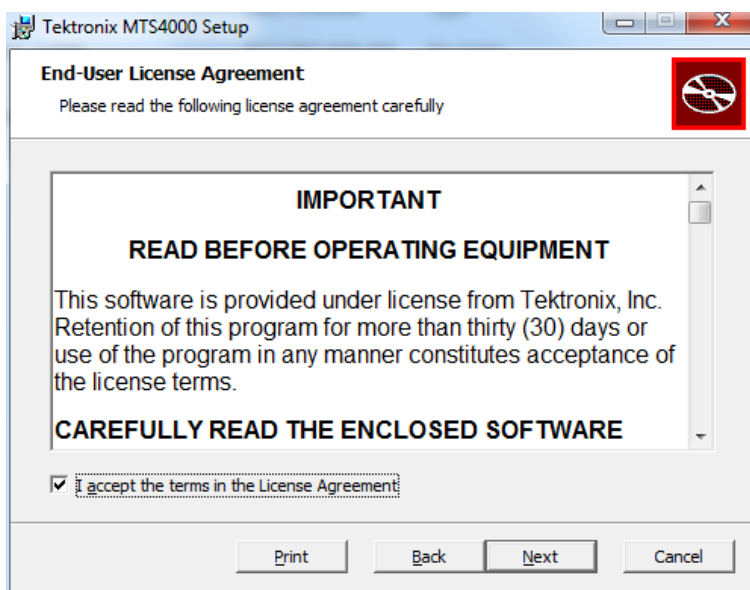 Tektronix MTS4000 Setup
End-User License Agreement
Please read the following license agreement carefully
IMPORTANT
READ BEFORE OPERATING EQUIPMENT
This software is provided under license from Tektronix, Inc.
Retention of this program for more than thirty (30) days or
use of the program in any manner constitutes acceptance of
the license terms.
CAREFULLY READ THE ENCLOSED SOFTWARE
I accept the terms in the License Agreement
Print Back Next Cancel